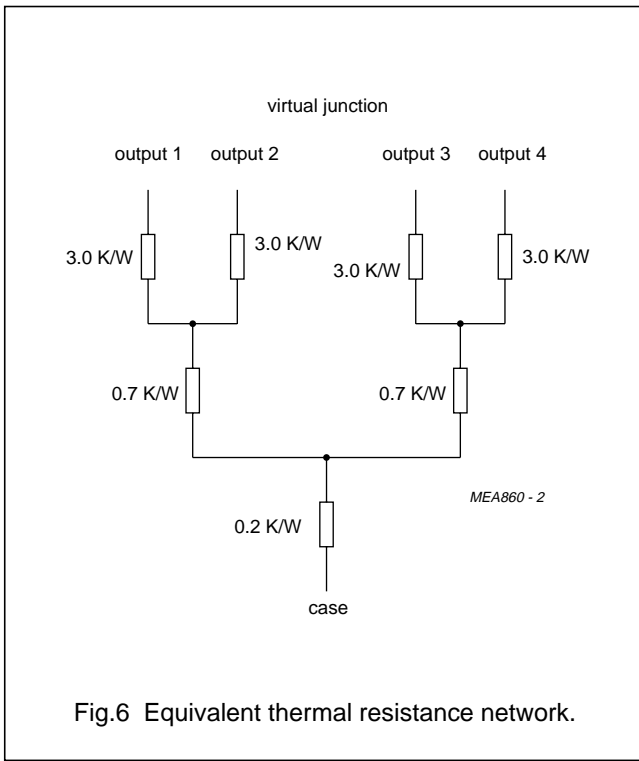 virtual junction
output 1 output 2 output 3 output 4
3.0 K/W 3.0 K/W 3.0 K/W 3.0 K/W
0.7 K/W 0.7 K/W
MEA860 - 2
0.2 K/W
case
Fig.6 Equivalent thermal resistance network.